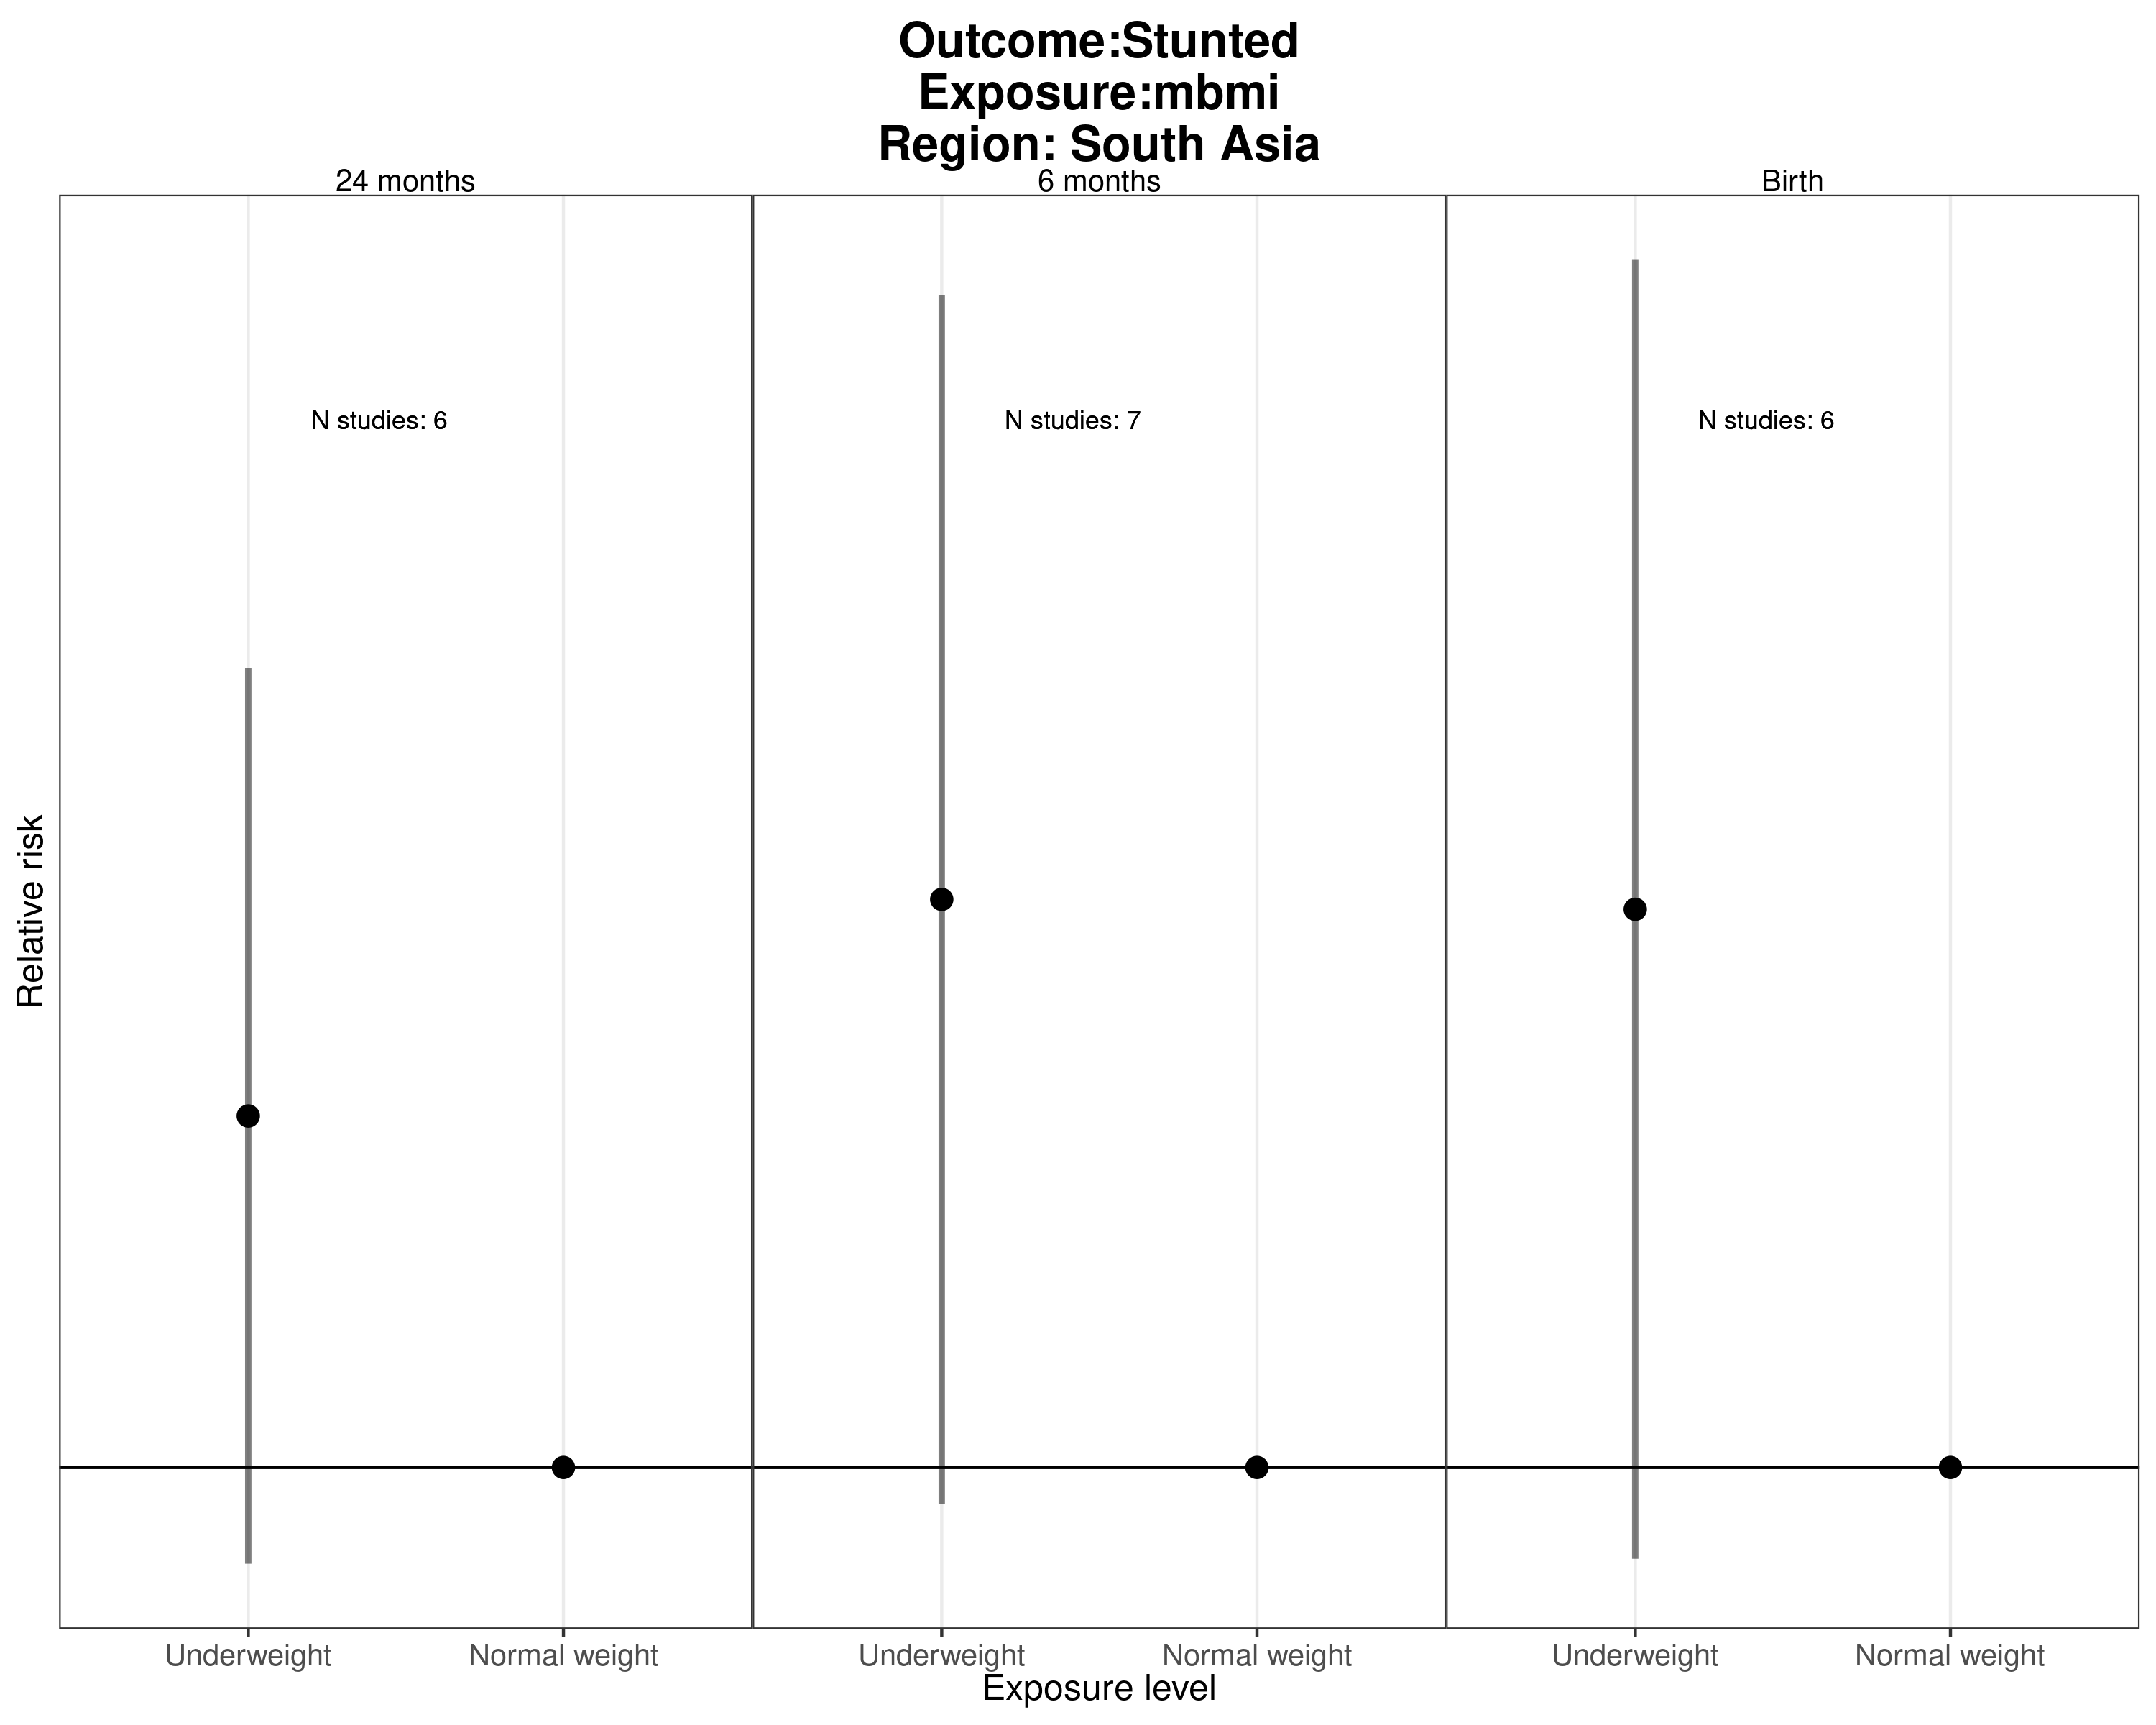 Outcome:Stunted
Exposure:mbmi
Region: South Asia
24 months
6 months
Birth
N studies: 6
N studies: 7
N studies: 6
Relative risk
Underweight
Normal weight
Underweight
Normal weight
Underweight
Normal weight
Exposure level